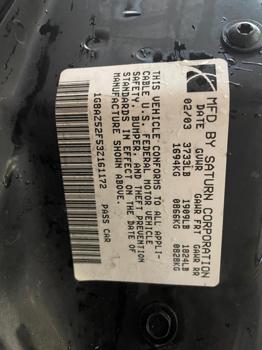 MFD BY SATURN CORPORATION
DATE GVWR GAWR FR GAWR RR
02/03 3733LB 1909LB 1824LB
1694KG 0866KG 0828KG
THIS VEHICLE CONFORMS TO ALL APPLI-
CABLE U.S. FEDERAL MOTOR VEHICLE
SAFETY, BUMPER, AND THEFT PREVENTION
STANDARDS IN EFFECT ON THE DATE OF
MANUFACTURE SHOWN ABOVE.
1G8AZ52F53Z161172 PASS CAR